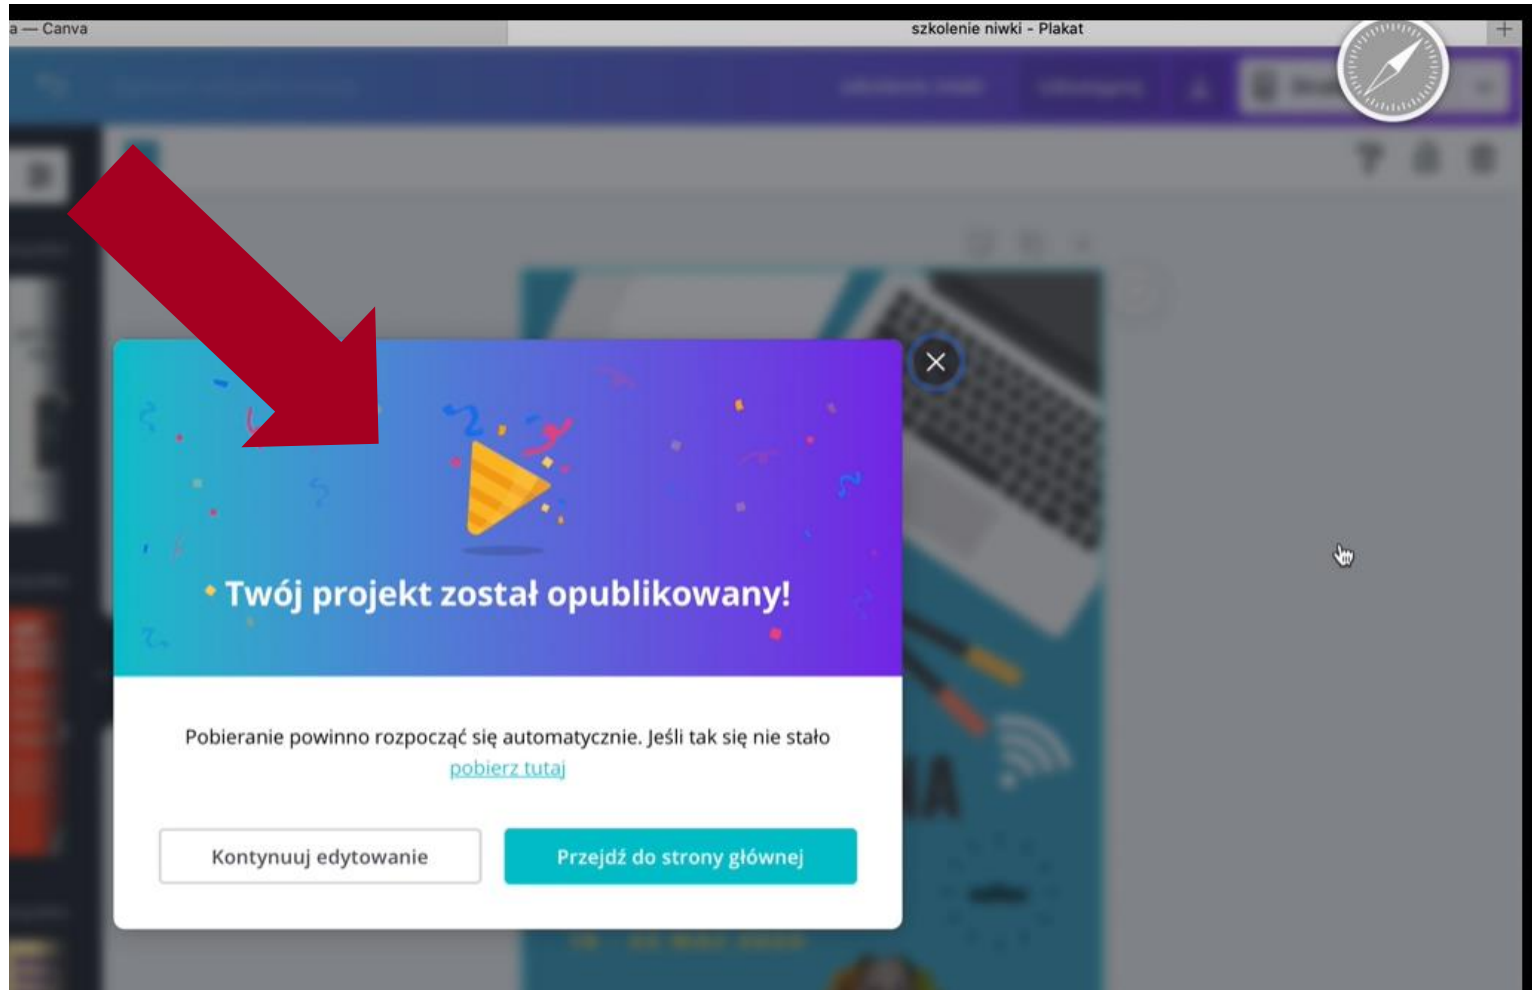 a — Canva
szkolenie niwki - Plakat
Twój projekt został opublikowany!
Pobieranie powinno rozpocząć się automatycznie. Jeśli tak się nie stało
pobierz tutaj
Kontynuuj edytowanie
Przejdź do strony głównej